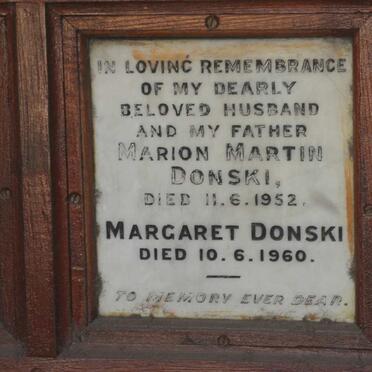 IN LOVING REMEMBRANCE
OF MY DEARLY
BELOVED HUSBAND
AND MY FATHER
MARION MARTIN
DONSKI,
DIED 11.6.1952.
MARGARET DONSKI
DIED 10.6.1960.
TO MEMORY EVER DEAR.